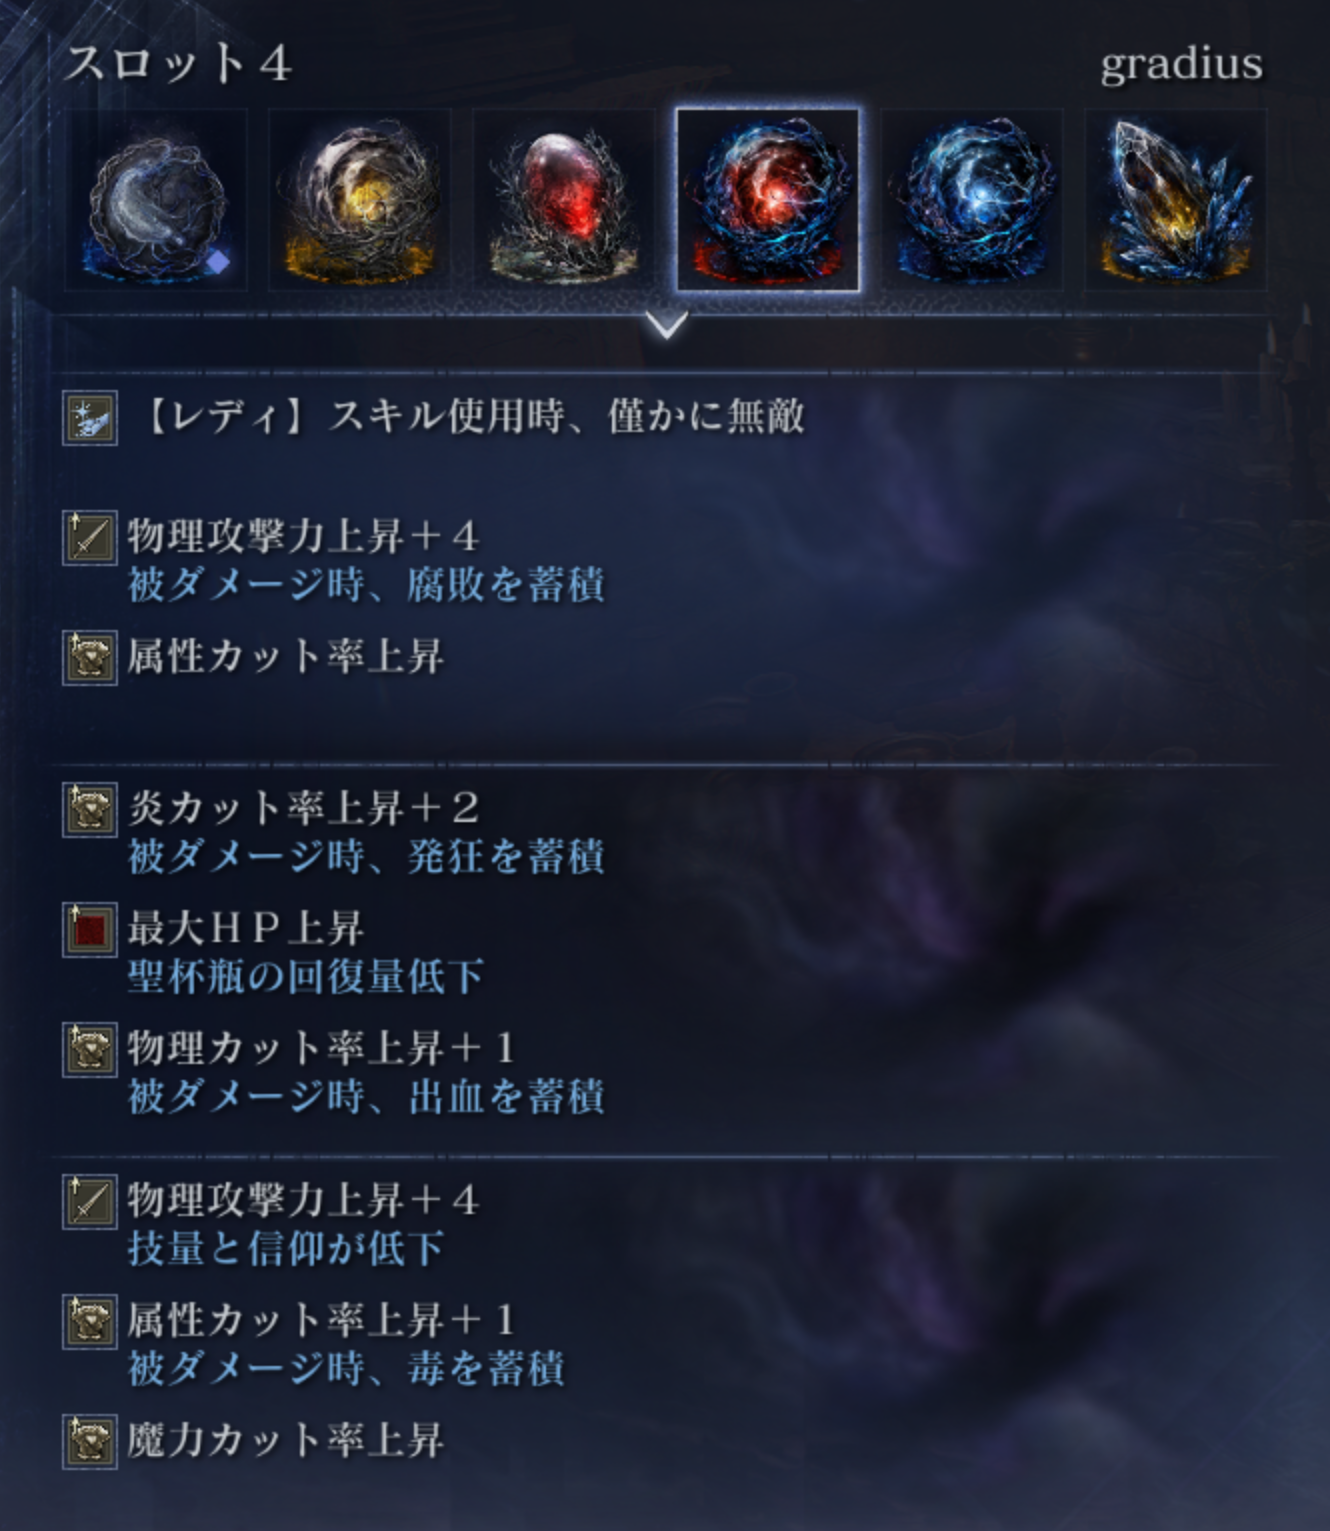 スロット４
gradius
【レディ】スキル使用時、僅かに無敵
物理攻撃力上昇＋４
被ダメージ時、腐敗を蓄積
属性カット率上昇
炎カット率上昇＋２
被ダメージ時、発狂を蓄積
最大ＨＰ上昇
聖杯瓶の回復量低下
物理カット率上昇＋１
被ダメージ時、出血を蓄積
物理攻撃力上昇＋４
技量と信仰が低下
属性カット率上昇＋１
被ダメージ時、毒を蓄積
魔力カット率上昇